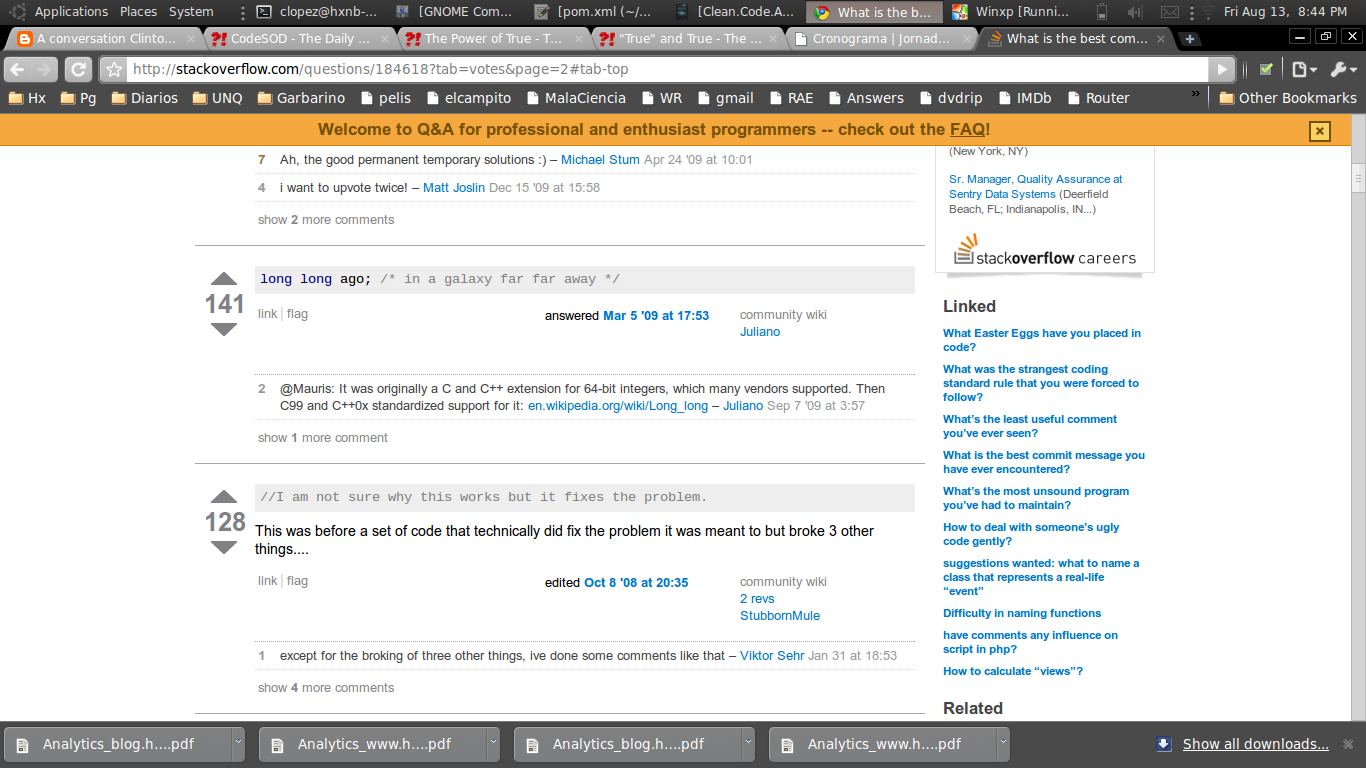 Applications Places System clopez@hxnb-... [GNOME Com... [pom.xml (~/... [Clean.Code.A... What is the b... Winxp [Runni... Fri Aug 13, 8:44 PM
A conversation Clinto... CodeSOD - The Daily ... The Power of True - T... "True" and True - The ... Cronograma | Jornad... What is the best com...
http://stackoverflow.com/questions/184618?tab=votes&page=2#tab-top
Hx Pg Diarios UNQ Garbarino pelis elcampito MalaCiencia WR gmail RAE Answers dvdrip IMDb Router » Other Bookmarks
Welcome to Q&A for professional and enthusiast programmers -- check out the FAQ!
7 Ah, the good permanent temporary solutions :) – Michael Stum Apr 24 '09 at 10:01
4 i want to upvote twice! – Matt Joslin Dec 15 '09 at 15:58
show 2 more comments
141
long long ago; /* in a galaxy far far away */
link | flag
answered Mar 5 '09 at 17:53
community wiki
Juliano
2 @Mauris: It was originally a C and C++ extension for 64-bit integers, which many vendors supported. Then
C99 and C++0x standardized support for it: en.wikipedia.org/wiki/Long_long – Juliano Sep 7 '09 at 3:57
show 1 more comment
128
//I am not sure why this works but it fixes the problem.
This was before a set of code that technically did fix the problem it was meant to but broke 3 other
things....
link | flag
edited Oct 8 '08 at 20:35
community wiki
2 revs
StubbornMule
1 except for the broking of three other things, ive done some comments like that – Viktor Sehr Jan 31 at 18:53
show 4 more comments
(New York, NY)
Sr. Manager, Quality Assurance at
Sentry Data Systems (Deerfield
Beach, FL; Indianapolis, IN...)
stackoverflow careers
Linked
What Easter Eggs have you placed in
code?
What was the strangest coding
standard rule that you were forced to
follow?
What's the least useful comment
you've ever seen?
What is the best commit message you
have ever encountered?
What's the most unsound program
you've had to maintain?
How to deal with someone's ugly
code gently?
suggestions wanted: what to name a
class that represents a real-life
“event”
Difficulty in naming functions
have comments any influence on
script in php?
How to calculate “views”?
Related
Analytics_blog.h....pdf Analytics_www.h....pdf Analytics_blog.h....pdf Analytics_www.h....pdf Show all downloads...